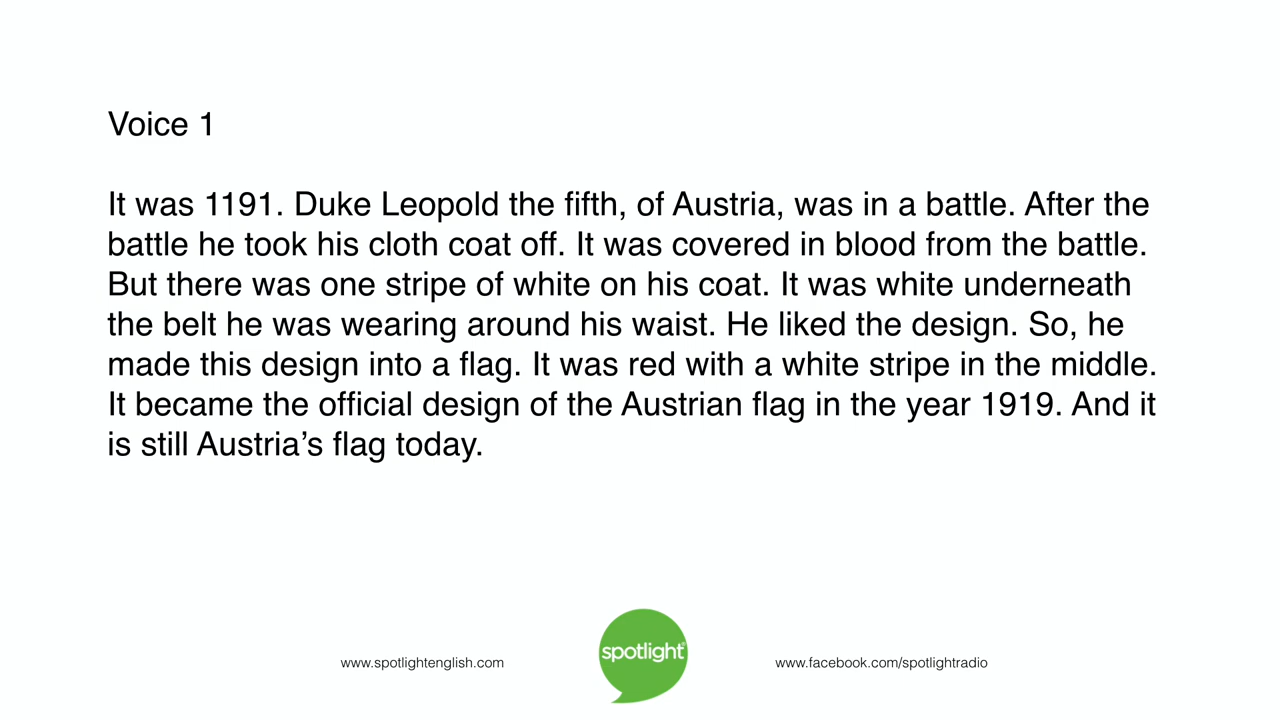 Voice 1
It was 1191. Duke Leopold the fifth, of Austria, was in a battle. After the
battle he took his cloth coat off. It was covered in blood from the battle.
But there was one stripe of white on his coat. It was white underneath
the belt he was wearing around his waist. He liked the design. So, he
made this design into a flag. It was red with a white stripe in the middle.
It became the official design of the Austrian flag in the year 1919. And it
is still Austria’s flag today.
www.spotlightenglish.com
spotlight®
www.facebook.com/spotlightradio